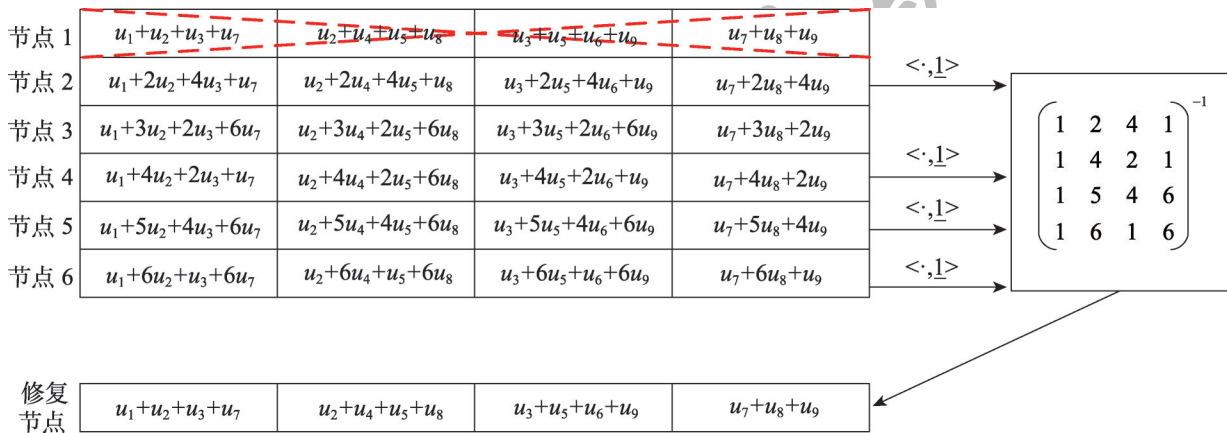 节点 1 u₁+u₂+u₃+u₇ u₂+u₄+u₅+u₈ u₃+u₅+u₆+u₉ u₇+u₈+u₉
节点 2 u₁+2u₂+4u₃+u₇ u₂+2u₄+4u₅+u₈ u₃+2u₅+4u₆+u₉ u₇+2u₈+4u₉ <·,1>
节点 3 u₁+3u₂+2u₃+6u₇ u₂+3u₄+2u₅+6u₈ u₃+3u₅+2u₆+6u₉ u₇+3u₈+2u₉
节点 4 u₁+4u₂+2u₃+u₇ u₂+4u₄+2u₅+6u₈ u₃+4u₅+2u₆+u₉ u₇+4u₈+2u₉ <·,1>
节点 5 u₁+5u₂+4u₃+6u₇ u₂+5u₄+4u₅+6u₈ u₃+5u₅+4u₆+6u₉ u₇+5u₈+4u₉ <·,1>
节点 6 u₁+6u₂+u₃+6u₇ u₂+6u₄+u₅+6u₈ u₃+6u₅+u₆+6u₉ u₇+6u₈+u₉ <·,1>
−1
1 2 4 1
1 4 2 1
1 5 4 6
1 6 1 6
修复
节点
u₁+u₂+u₃+u₇ u₂+u₄+u₅+u₈ u₃+u₅+u₆+u₉ u₇+u₈+u₉